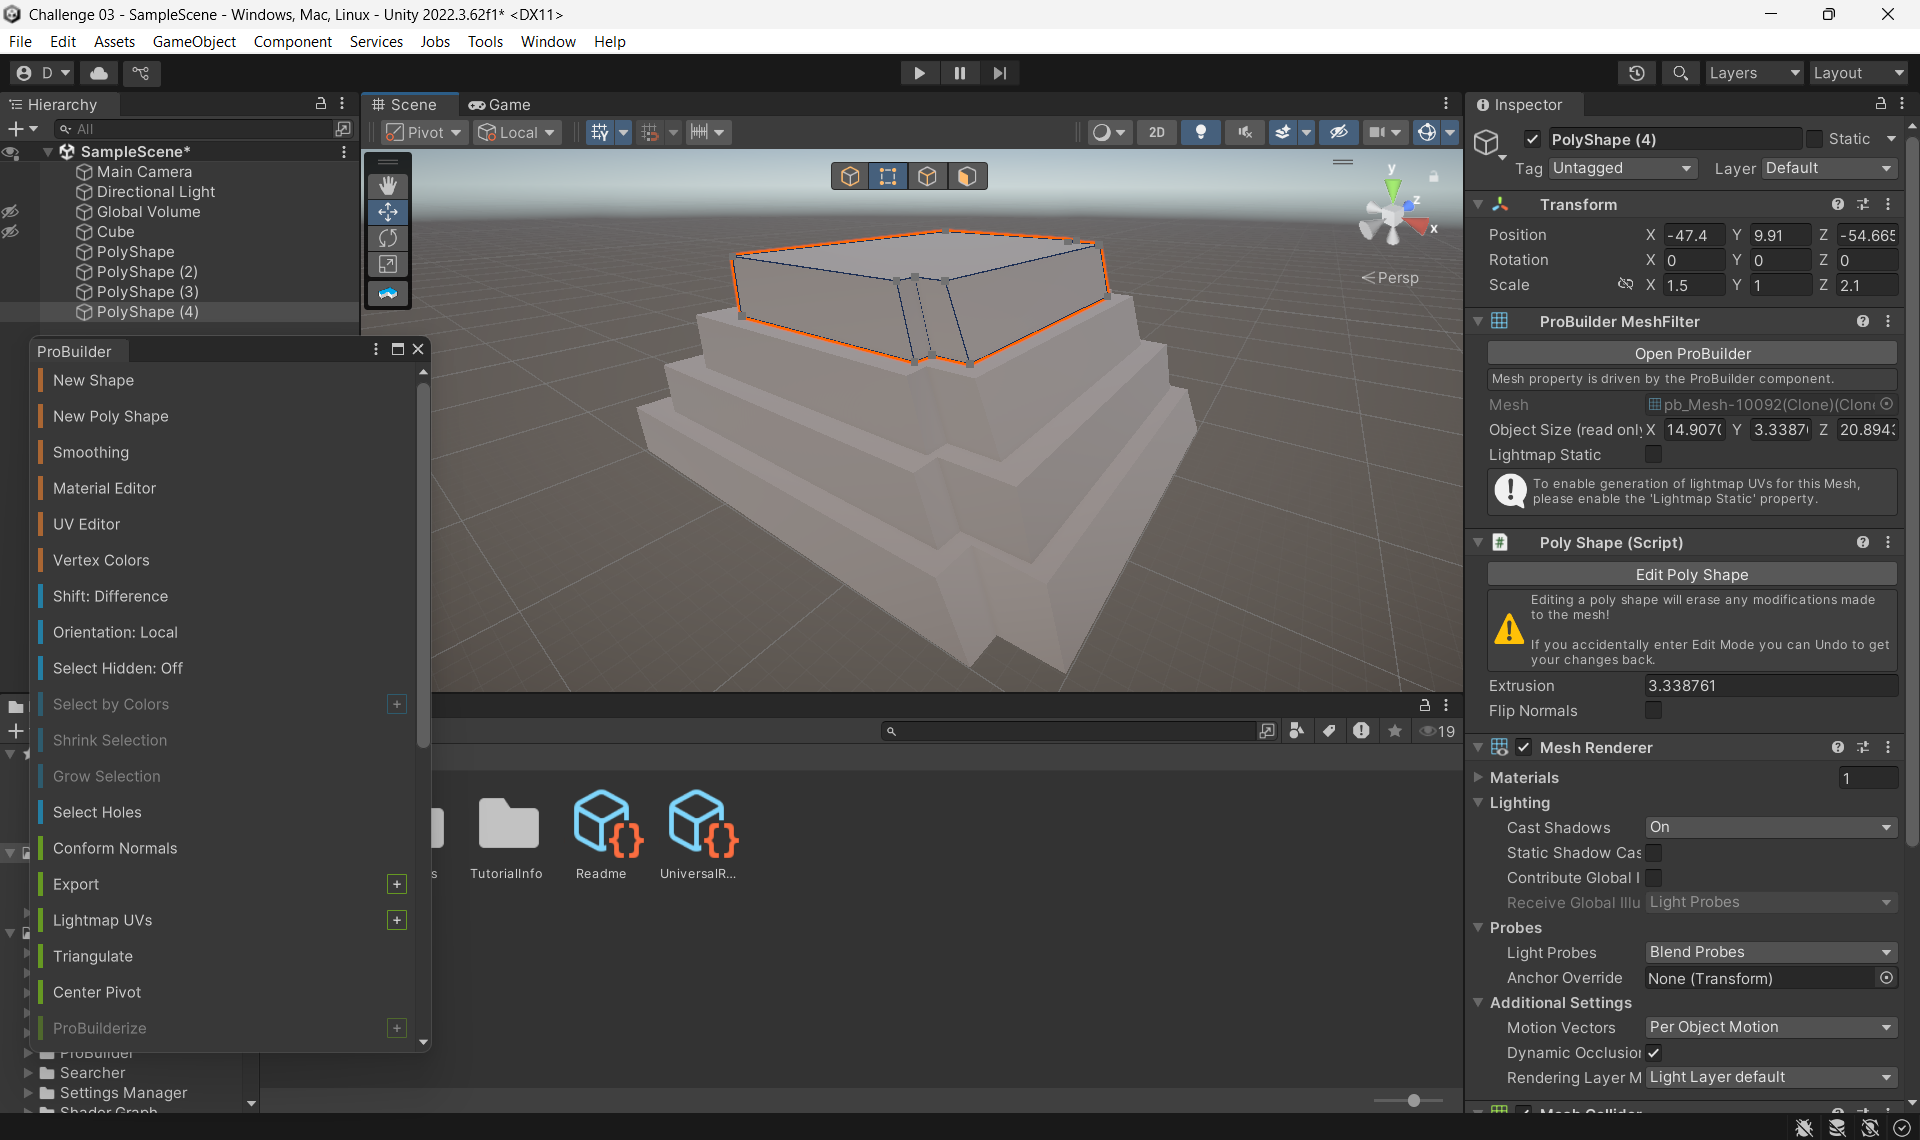 Challenge 03 - SampleScene - Windows, Mac, Linux - Unity 2022.3.62f1* <DX11>
File Edit Assets GameObject Component Services Jobs Tools Window Help
D
Layers Layout
Hierarchy
All
SampleScene*
Main Camera
Directional Light
Global Volume
Cube
PolyShape
PolyShape (2)
PolyShape (3)
PolyShape (4)
ProBuilder
New Shape
New Poly Shape
Smoothing
Material Editor
UV Editor
Vertex Colors
Shift: Difference
Orientation: Local
Select Hidden: Off
Select by Colors
Shrink Selection
Grow Selection
Select Holes
Conform Normals
Export
Lightmap UVs
Triangulate
Center Pivot
ProBuilderize
ProBuilder
Searcher
Settings Manager
Shader Graph
Scene Game
Pivot Local 2D
y
z
x
Persp
19
s
TutorialInfo
Readme
UniversalR...
Inspector
PolyShape (4) Static
Tag Untagged Layer Default
Transform
Position X -47.4 Y 9.91 Z -54.665
Rotation X 0 Y 0 Z 0
Scale X 1.5 Y 1 Z 2.1
ProBuilder MeshFilter
Open ProBuilder
Mesh property is driven by the ProBuilder component.
Mesh pb_Mesh-10092(Clone)(Clone
Object Size (read only X 14.907( Y 3.3387( Z 20.894
Lightmap Static
To enable generation of lightmap UVs for this Mesh,
please enable the 'Lightmap Static' property.
Poly Shape (Script)
Edit Poly Shape
Editing a poly shape will erase any modifications made
to the mesh!
If you accidentally enter Edit Mode you can Undo to get
your changes back.
Extrusion 3.338761
Flip Normals
Mesh Renderer
Materials 1
Lighting
Cast Shadows On
Static Shadow Cas
Contribute Global I
Receive Global Illu Light Probes
Probes
Light Probes Blend Probes
Anchor Override None (Transform)
Additional Settings
Motion Vectors Per Object Motion
Dynamic Occlusion
Rendering Layer M Light Layer default
Mesh Collider